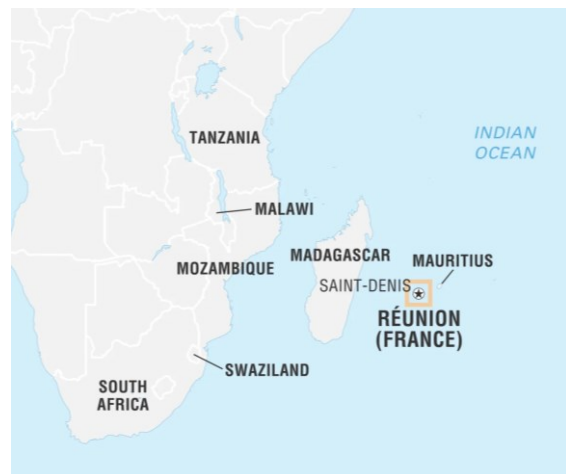 TANZANIA
INDIAN
OCEAN
MALAWI
MADAGASCAR
MAURITIUS
MOZAMBIQUE
SAINT-DENIS
RÉUNION
(FRANCE)
SWAZILAND
SOUTH
AFRICA